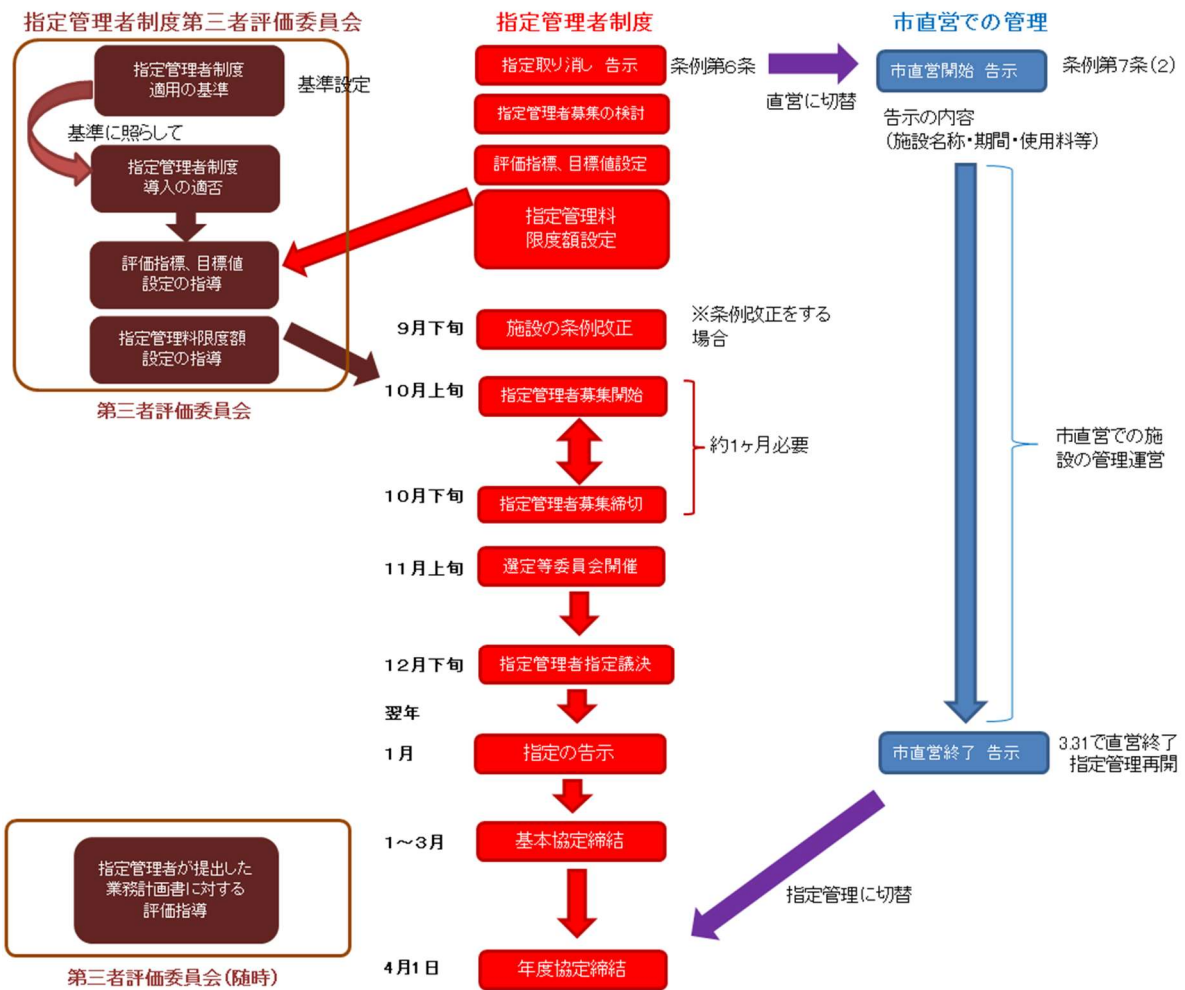 指定管理者制度第三者評価委員会
指定管理者制度
適用の基準
基準設定
基準に照らして
指定管理者制度
導入の適否
評価指標、目標値
設定の指導
指定管理料限度額
設定の指導
第三者評価委員会
指定管理者が提出した
業務計画書に対する
評価指導
第三者評価委員会(随時)
指定管理者制度
指定取り消し 告示
条例第6条
指定管理者募集の検討
評価指標、目標値設定
指定管理料
限度額設定
9月下旬
施設の条例改正
※条例改正をする
場合
10月上旬
指定管理者募集開始
約1ヶ月必要
10月下旬
指定管理者募集締切
11月上旬
選定等委員会開催
12月下旬
指定管理者指定議決
翌年
1月
指定の告示
1～3月
基本協定締結
4月1日
年度協定締結
直営に切替
市直営での管理
市直営開始 告示
条例第7条(2)
告示の内容
(施設名称・期間・使用料等)
市直営での施
設の管理運営
市直営終了 告示
3.31で直営終了
指定管理再開
指定管理に切替